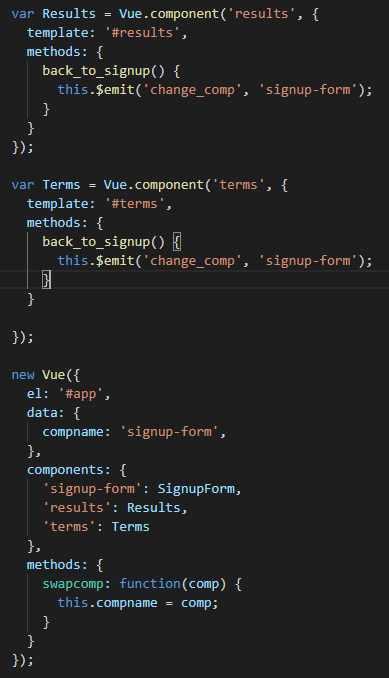 var Results = Vue.component('results', {
  template: '#results',
  methods: {
    back_to_signup() {
      this.$emit('change_comp', 'signup-form');
    }
  }
});

var Terms = Vue.component('terms', {
  template: '#terms',
  methods: {
    back_to_signup() {
      this.$emit('change_comp', 'signup-form');
    }
  }

});

new Vue({
  el: '#app',
  data: {
    compname: 'signup-form',
  },
  components: {
    'signup-form': SignupForm,
    'results': Results,
    'terms': Terms
  },
  methods: {
    swapcomp: function(comp) {
      this.compname = comp;
    }
  }
});